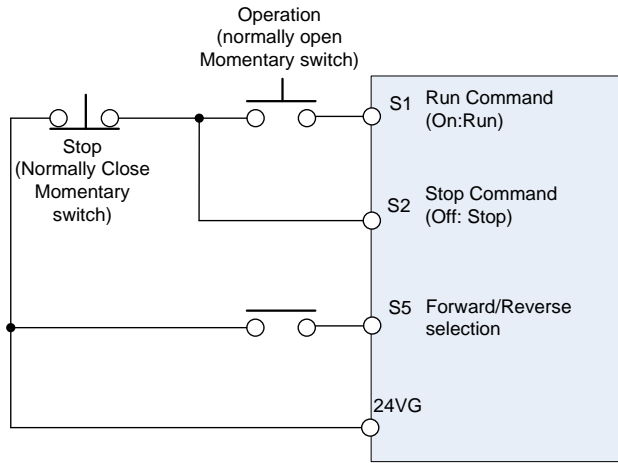 Operation
(normally open
Momentary switch)
S1 Run Command
(On:Run)
Stop
(Normally Close
Momentary
switch)
S2 Stop Command
(Off: Stop)
S5 Forward/Reverse
selection
24VG